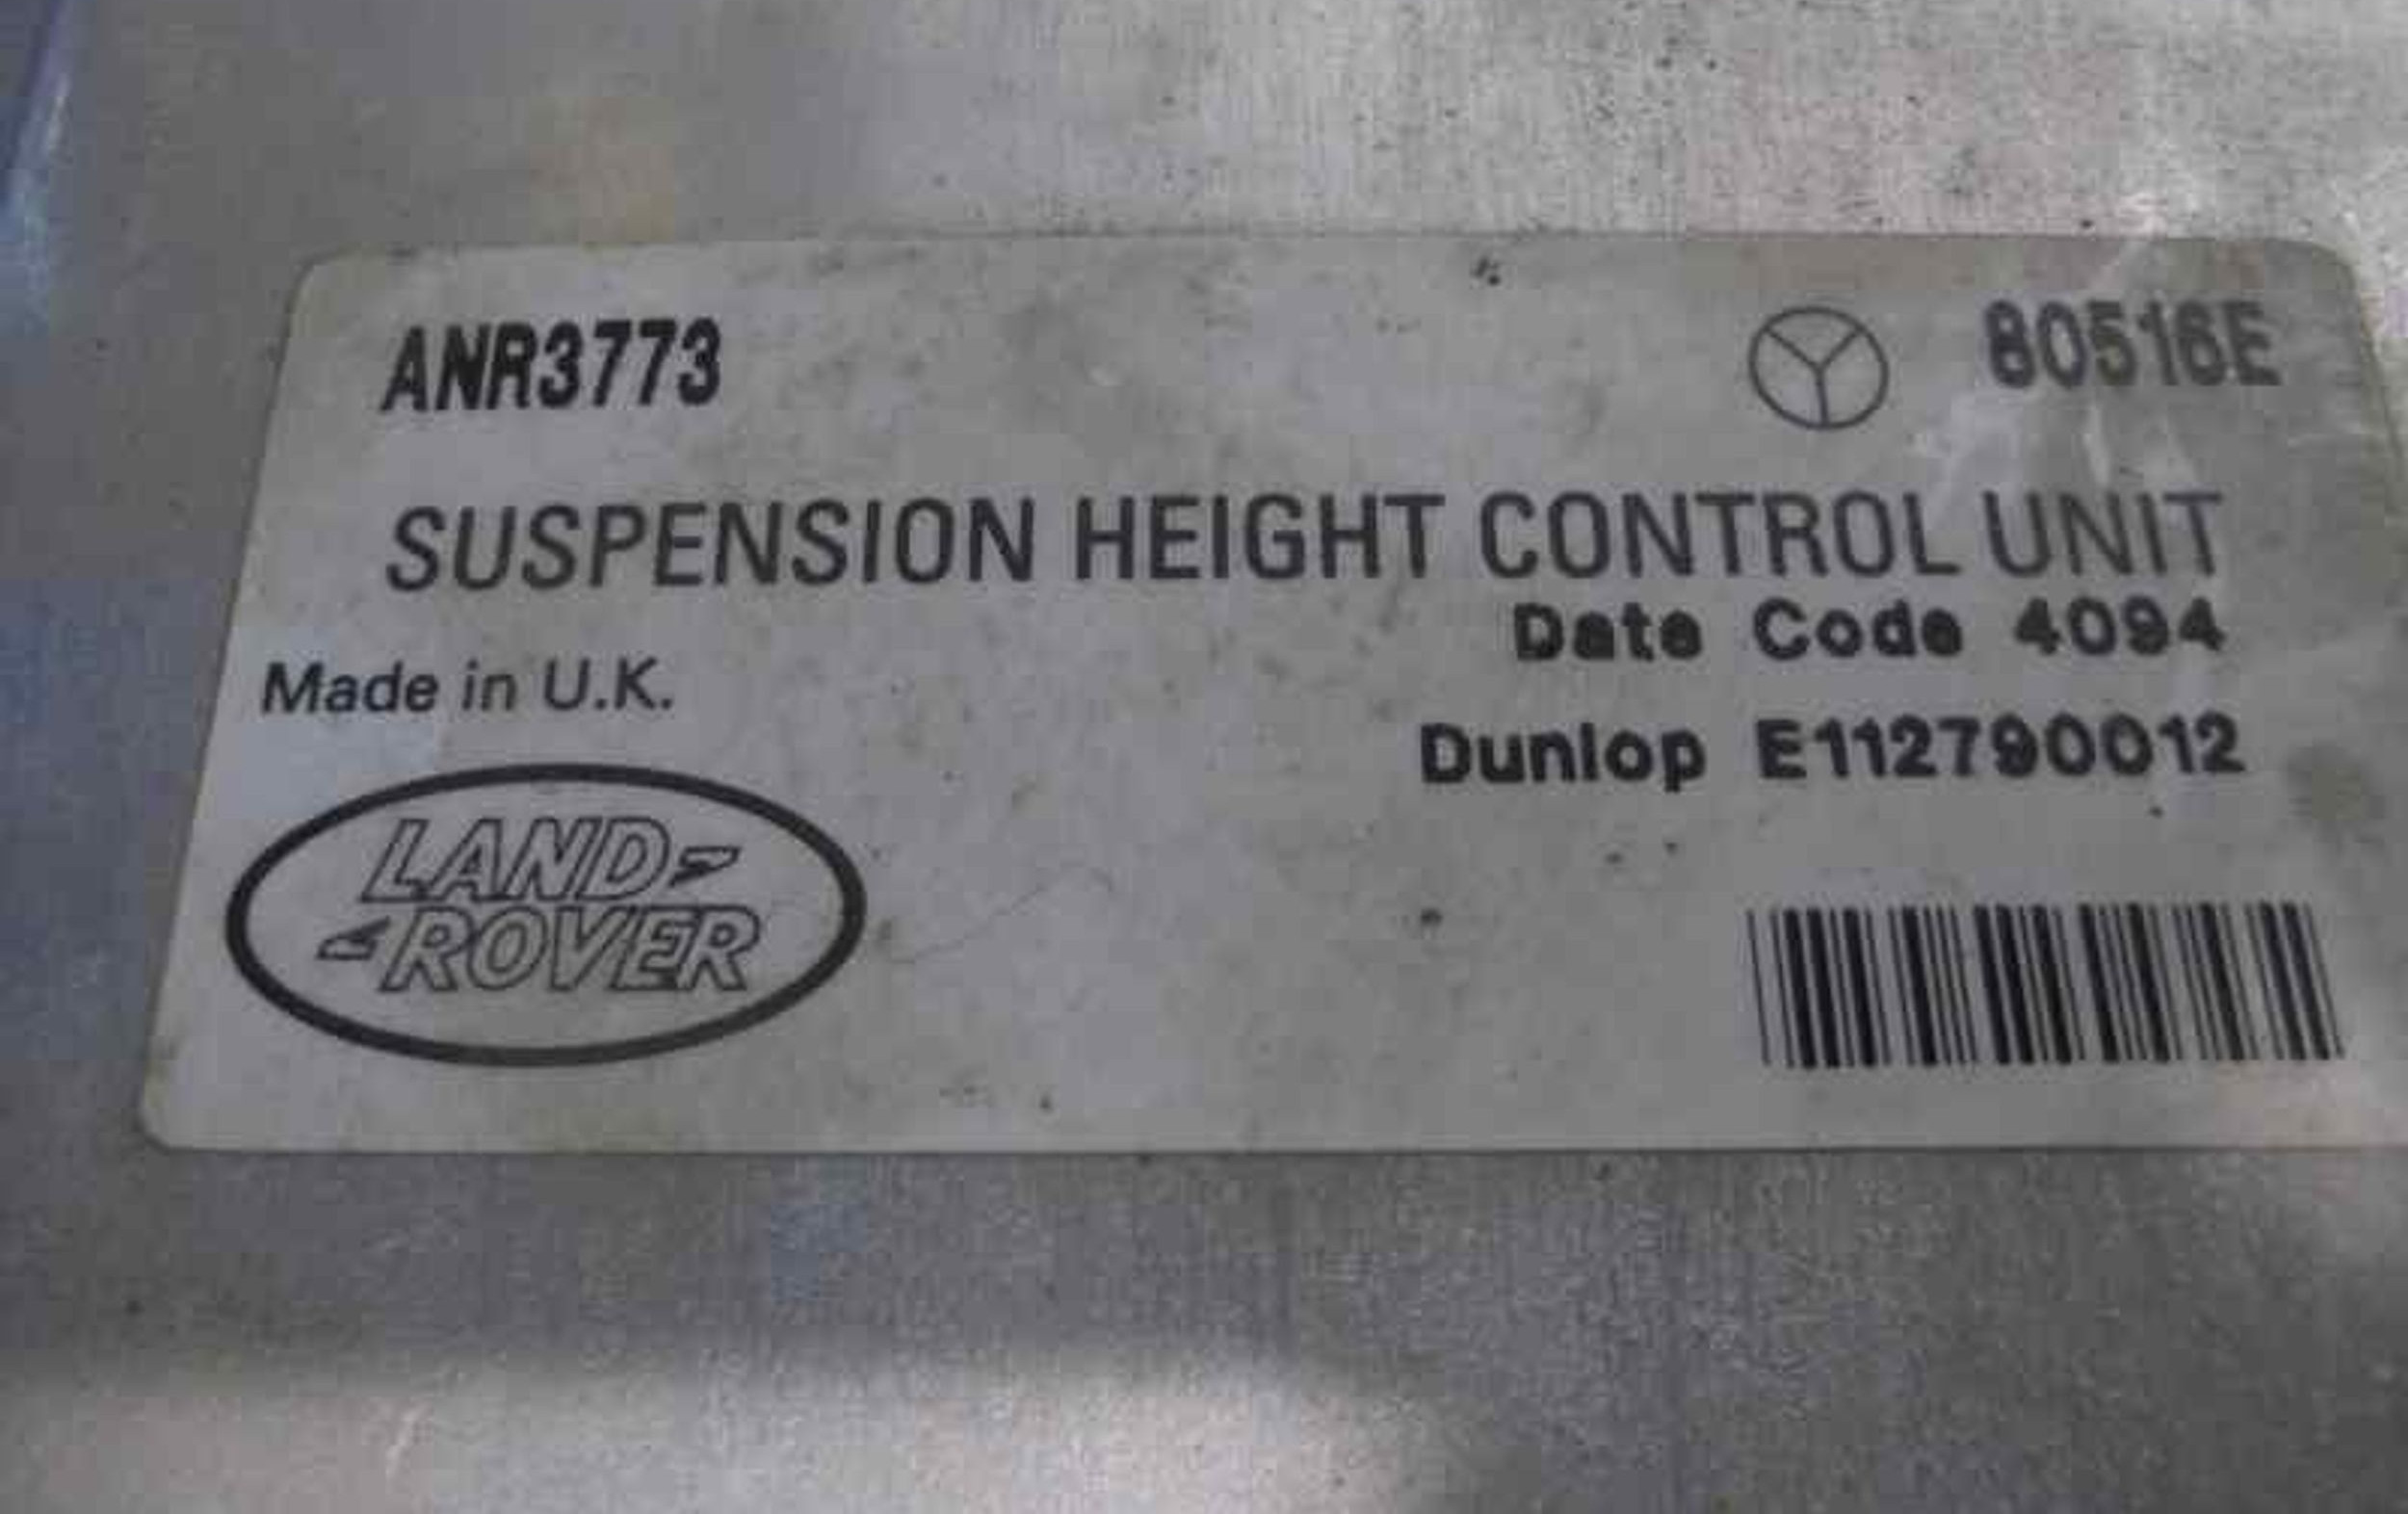 ANR3773 80516E
SUSPENSION HEIGHT CONTROL UNIT
Date Code 4094
Made in U.K.
Dunlop E112790012
LAND
ROVER